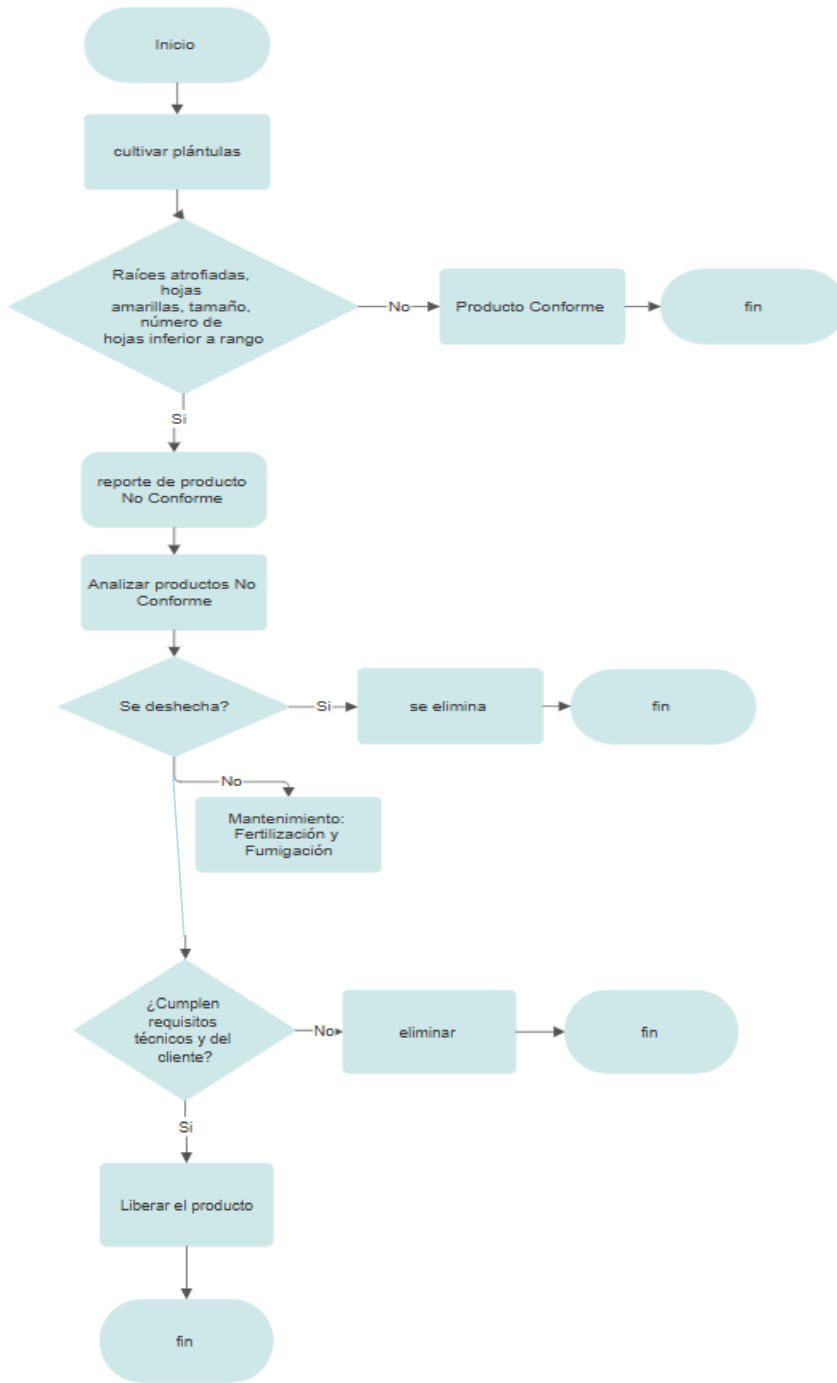 Inicio
cultivar plántulas
Raíces atrofiadas,
hojas
amarillas, tamaño,
número de
hojas inferior a rango
No
Producto Conforme
fin
Si
reporte de producto
No Conforme
Analizar productos No
Conforme
Se deshecha?
Si
se elimina
fin
No
Mantenimiento:
Fertilización y
Fumigación
¿Cumplen
requisitos
técnicos y del
cliente?
No
eliminar
fin
Si
Liberar el producto
fin